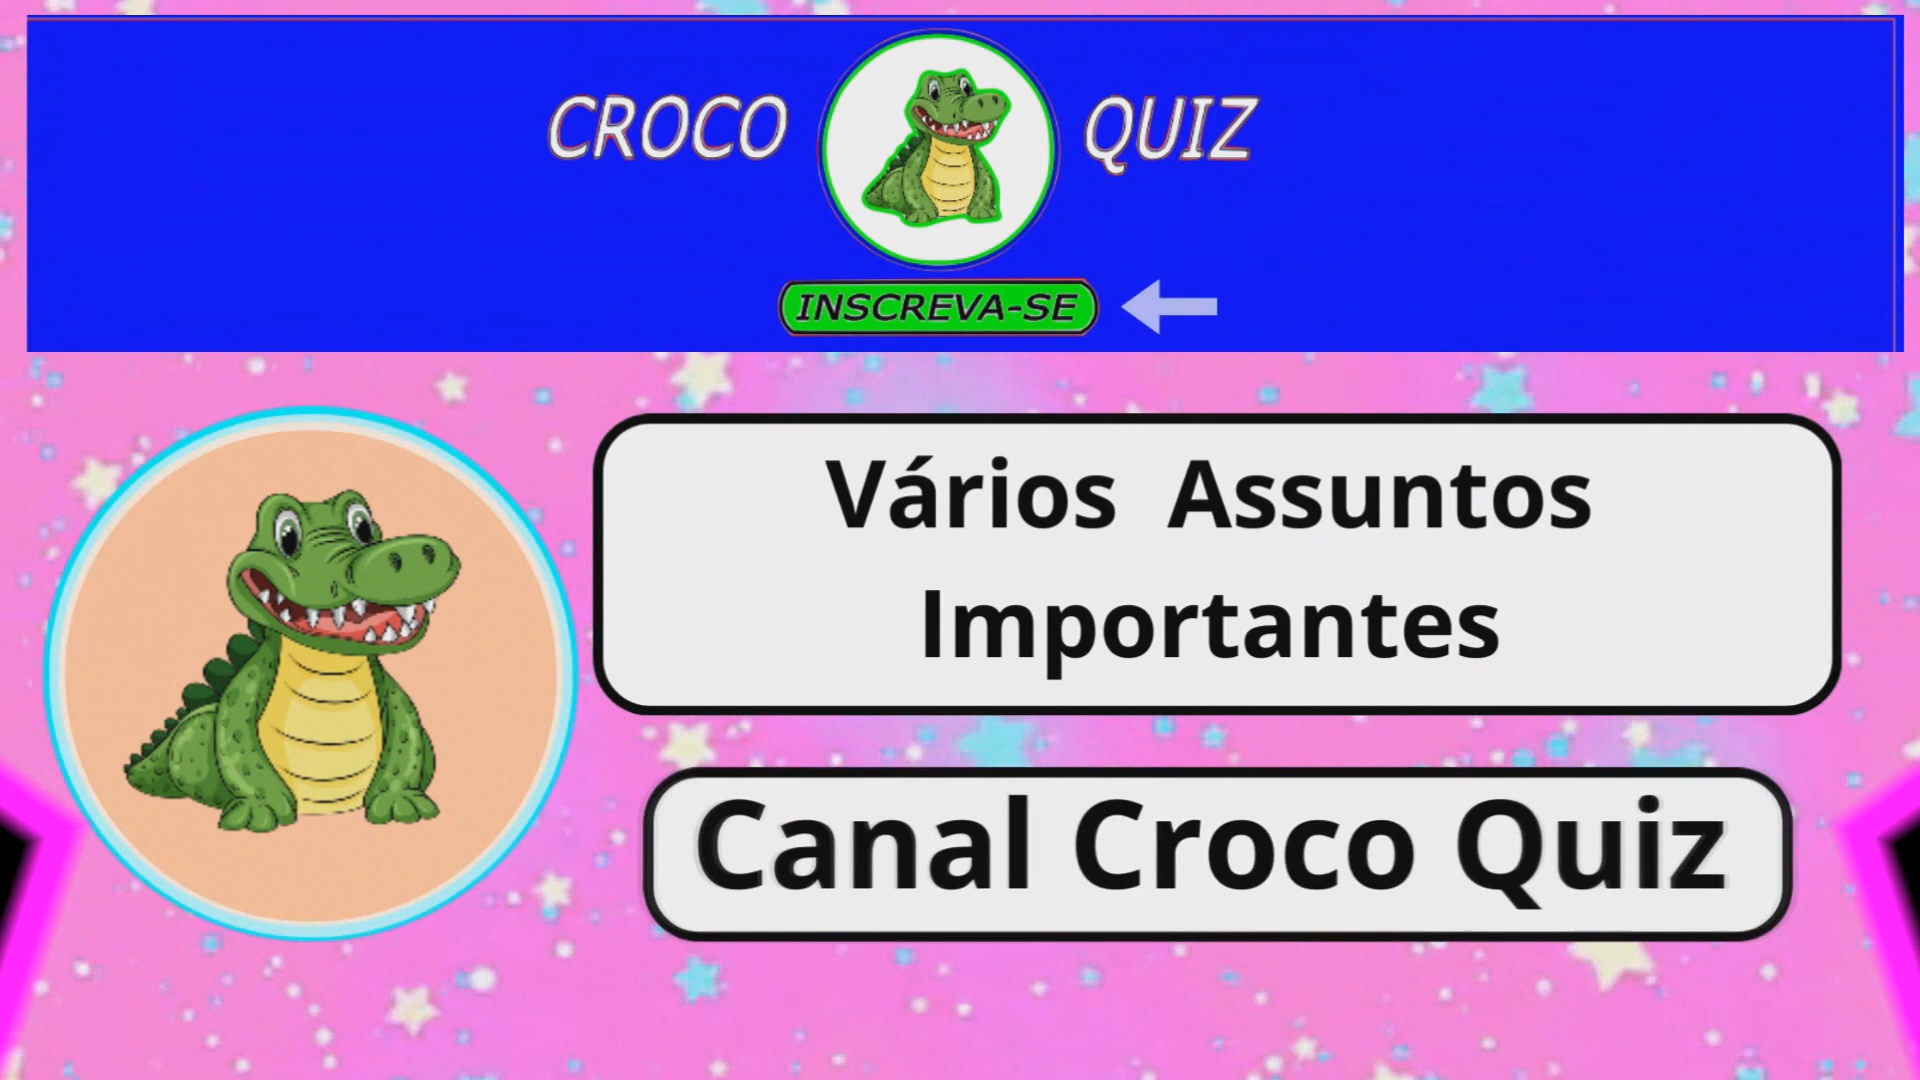 CROCO QUIZ
INSCREVA-SE
Vários Assuntos
Importantes
Canal Croco Quiz